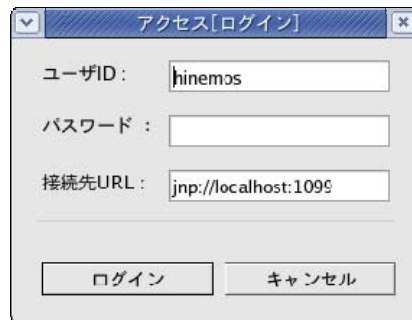 アクセス[ログイン]
ユーザID :
hinemos
パスワード :
接続先URL :
jnp://localhost:1099
ログイン
キャンセル